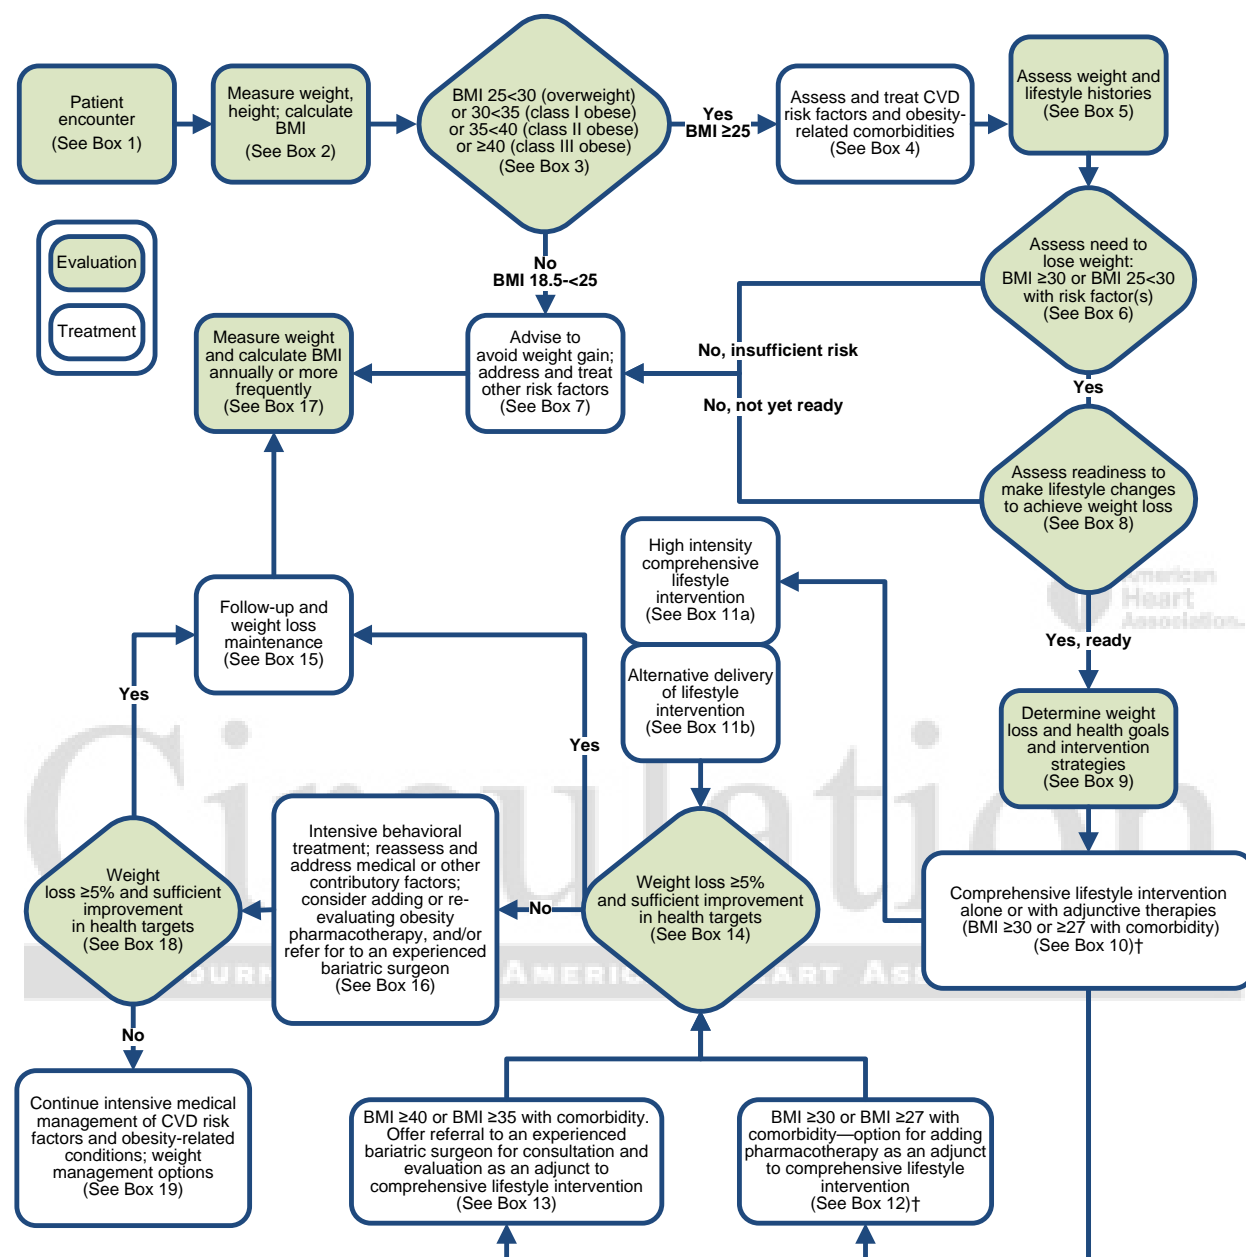 Patient
encounter
(See Box 1)
Measure weight,
height; calculate
BMI
(See Box 2)
BMI 25<30 (overweight)
or 30<35 (class I obese)
or 35<40 (class II obese)
or ≥40 (class III obese)
(See Box 3)
Yes
BMI ≥25
Assess and treat CVD
risk factors and obesity-
related comorbidities
(See Box 4)
Assess weight and
lifestyle histories
(See Box 5)
Evaluation
Treatment
No
BMI 18.5-<25
Assess need to
lose weight:
BMI ≥30 or BMI 25<30
with risk factor(s)
(See Box 6)
Measure weight
and calculate BMI
annually or more
frequently
(See Box 17)
Advise to
avoid weight gain;
address and treat
other risk factors
(See Box 7)
No, insufficient risk
No, not yet ready
Yes
Assess readiness to
make lifestyle changes
to achieve weight loss
(See Box 8)
High intensity
comprehensive
lifestyle
intervention
(See Box 11a)
American
Heart
Association
Follow-up and
weight loss
maintenance
(See Box 15)
Yes, ready
Alternative delivery
of lifestyle
intervention
(See Box 11b)
Yes
Yes
Determine weight
loss and health goals
and intervention
strategies
(See Box 9)
Circulation
Weight
loss ≥5% and sufficient
improvement
in health targets
(See Box 18)
Intensive behavioral
treatment; reassess and
address medical or other
contributory factors;
consider adding or re-
evaluating obesity
pharmacotherapy, and/or
refer for to an experienced
bariatric surgeon
(See Box 16)
No
Weight loss ≥5%
and sufficient improvement
in health targets
(See Box 14)
Comprehensive lifestyle intervention
alone or with adjunctive therapies
(BMI ≥30 or ≥27 with comorbidity)
(See Box 10)†
No
Continue intensive medical
management of CVD risk
factors and obesity-related
conditions; weight
management options
(See Box 19)
BMI ≥40 or BMI ≥35 with comorbidity.
Offer referral to an experienced
bariatric surgeon for consultation and
evaluation as an adjunct to
comprehensive lifestyle intervention
(See Box 13)
BMI ≥30 or BMI ≥27 with
comorbidity—option for adding
pharmacotherapy as an adjunct
to comprehensive lifestyle
intervention
(See Box 12)†